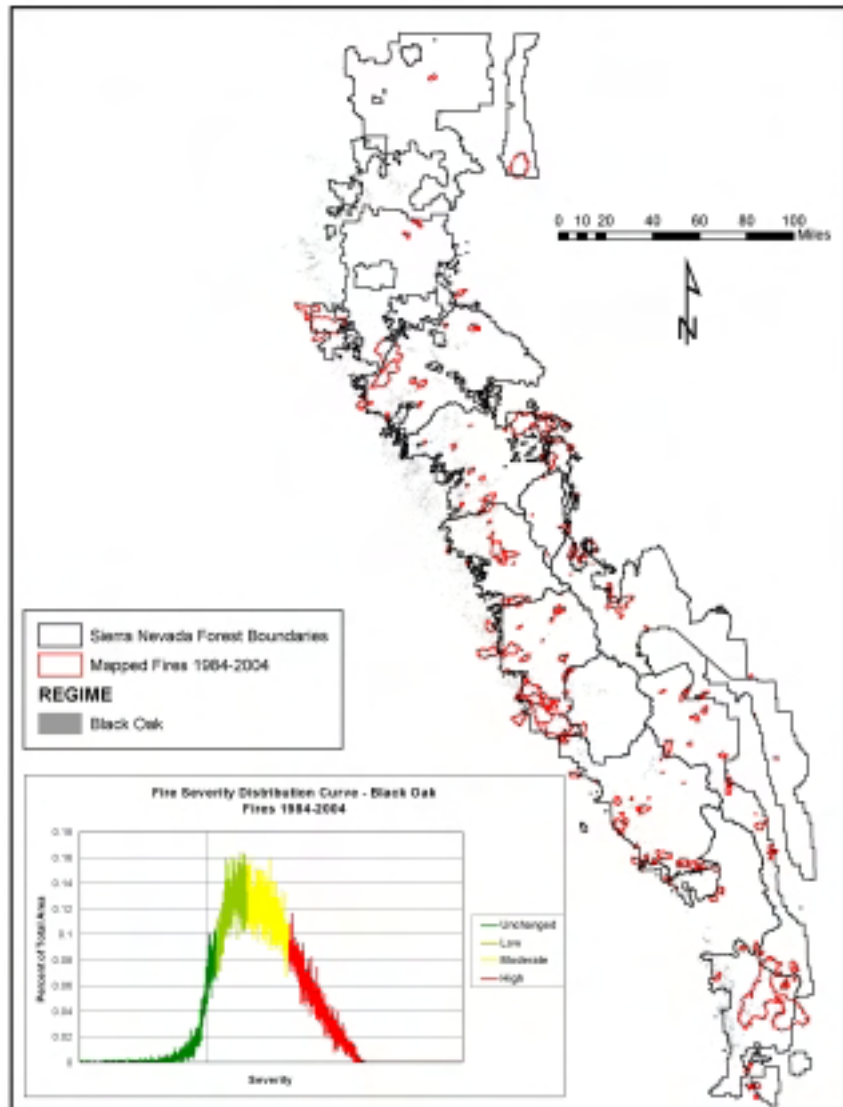 0 10 20 40 60 80 100
Miles
N
Sierra Nevada Forest Boundaries
Mapped Fires 1984-2004
REGIME
Black Oak
Fire Severity Distribution Curve - Black Oak
Fires 1984-2004
0.18
0.16
0.14
0.12
0.1
0.08
0.06
0.04
0.02
0
Percent of Total Area
Severity
Unchanged
Low
Moderate
High